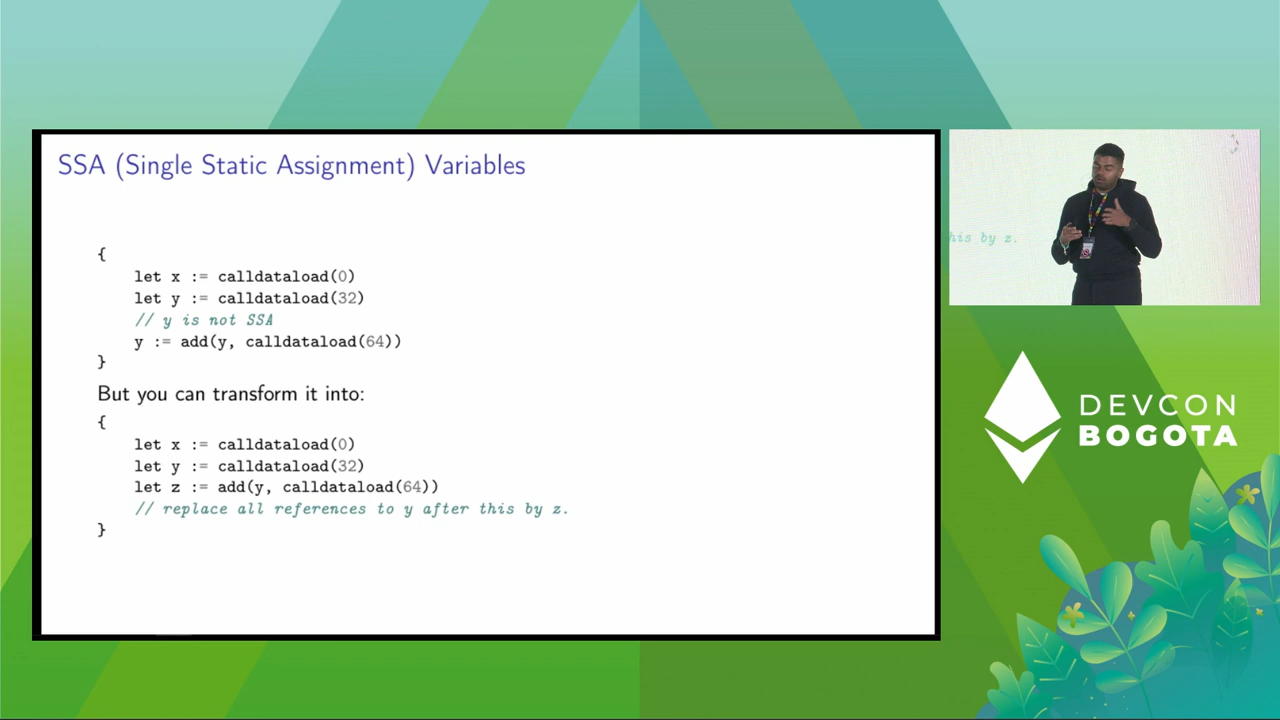 SSA (Single Static Assignment) Variables
{
let x := calldataload(0)
let y := calldataload(32)
// y is not SSA
y := add(y, calldataload(64))
}
But you can transform it into:
{
let x := calldataload(0)
let y := calldataload(32)
let z := add(y, calldataload(64))
// replace all references to y after this by z.
}
his by z.
DEVCON
BOGOTA